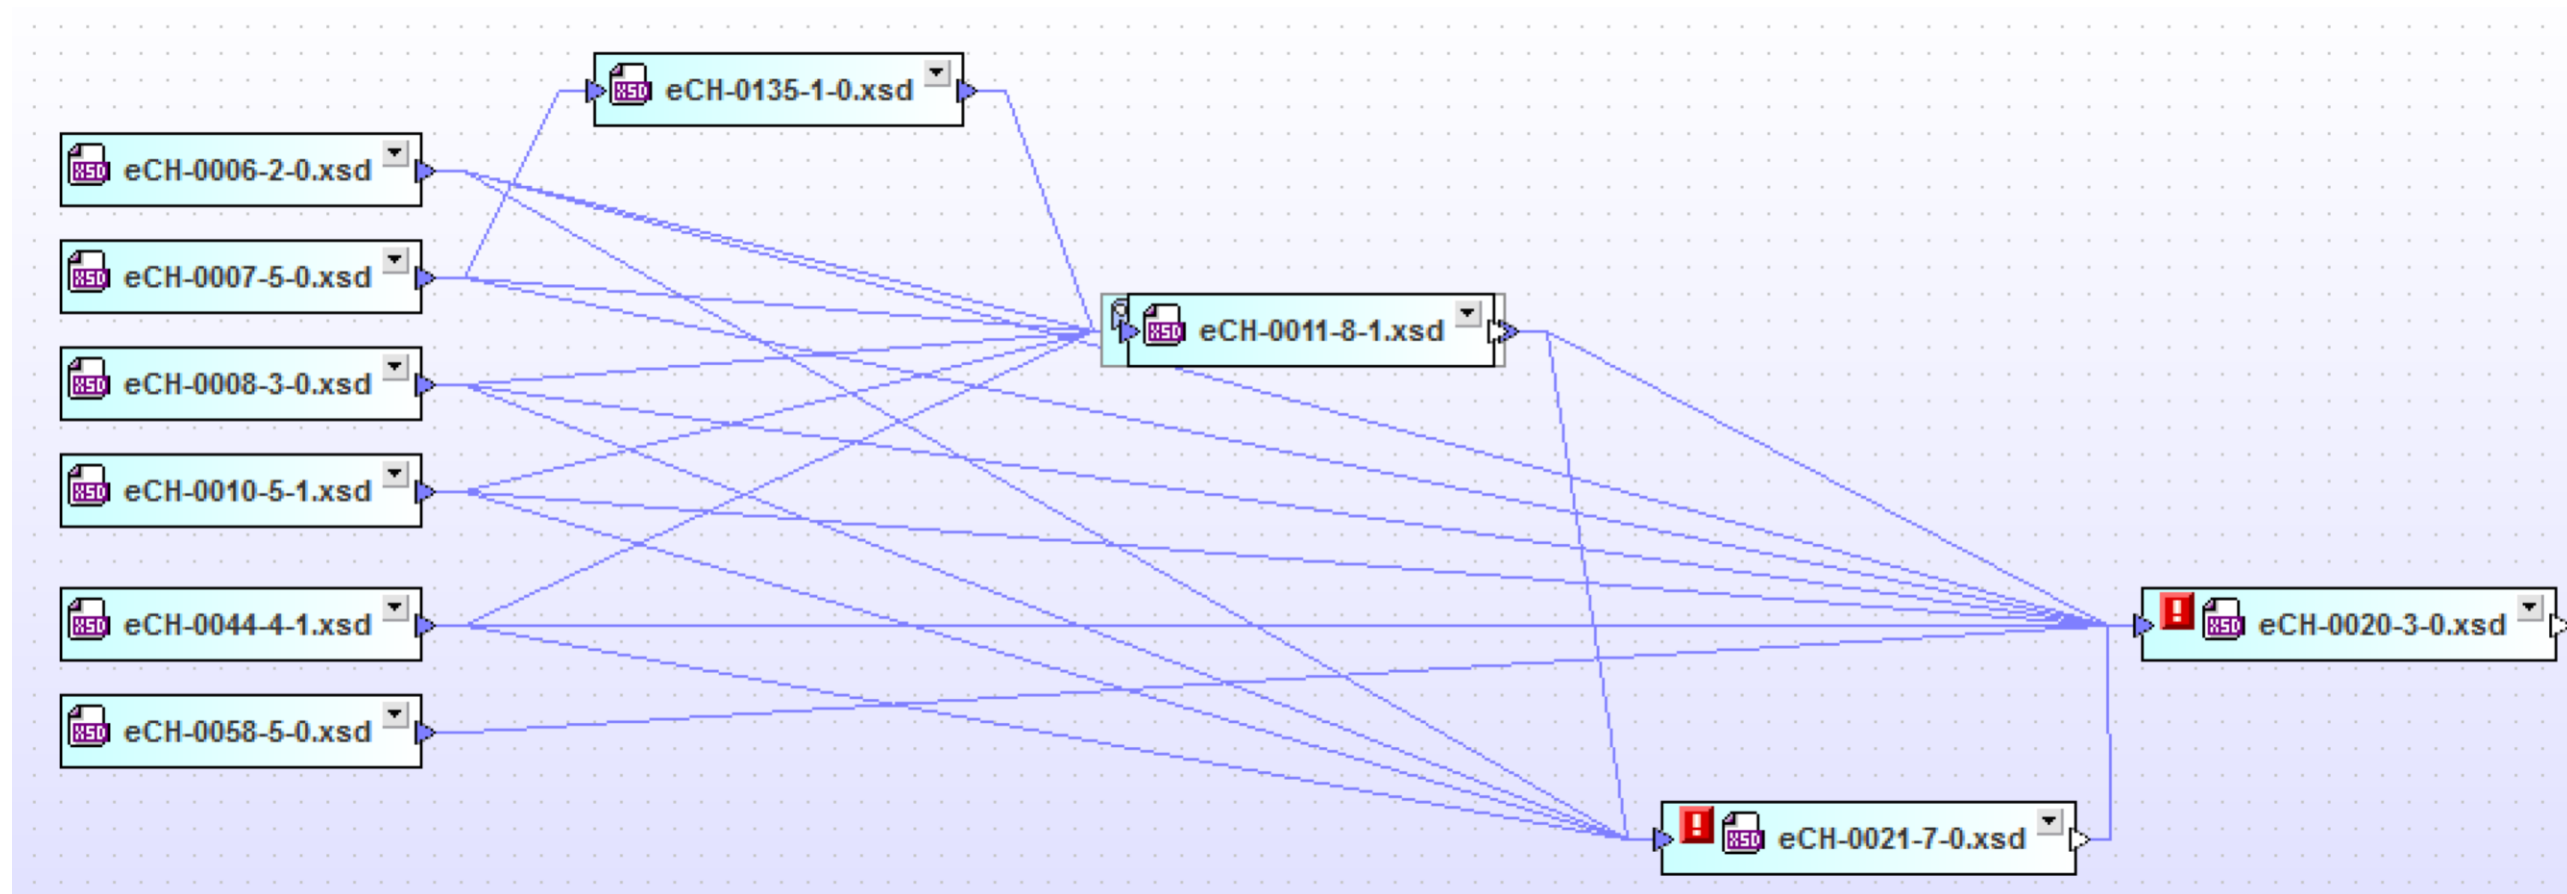 eCH-0135-1-0.xsd
eCH-0006-2-0.xsd
eCH-0007-5-0.xsd
eCH-0011-8-1.xsd
eCH-0008-3-0.xsd
eCH-0010-5-1.xsd
eCH-0044-4-1.xsd
eCH-0020-3-0.xsd
eCH-0058-5-0.xsd
eCH-0021-7-0.xsd